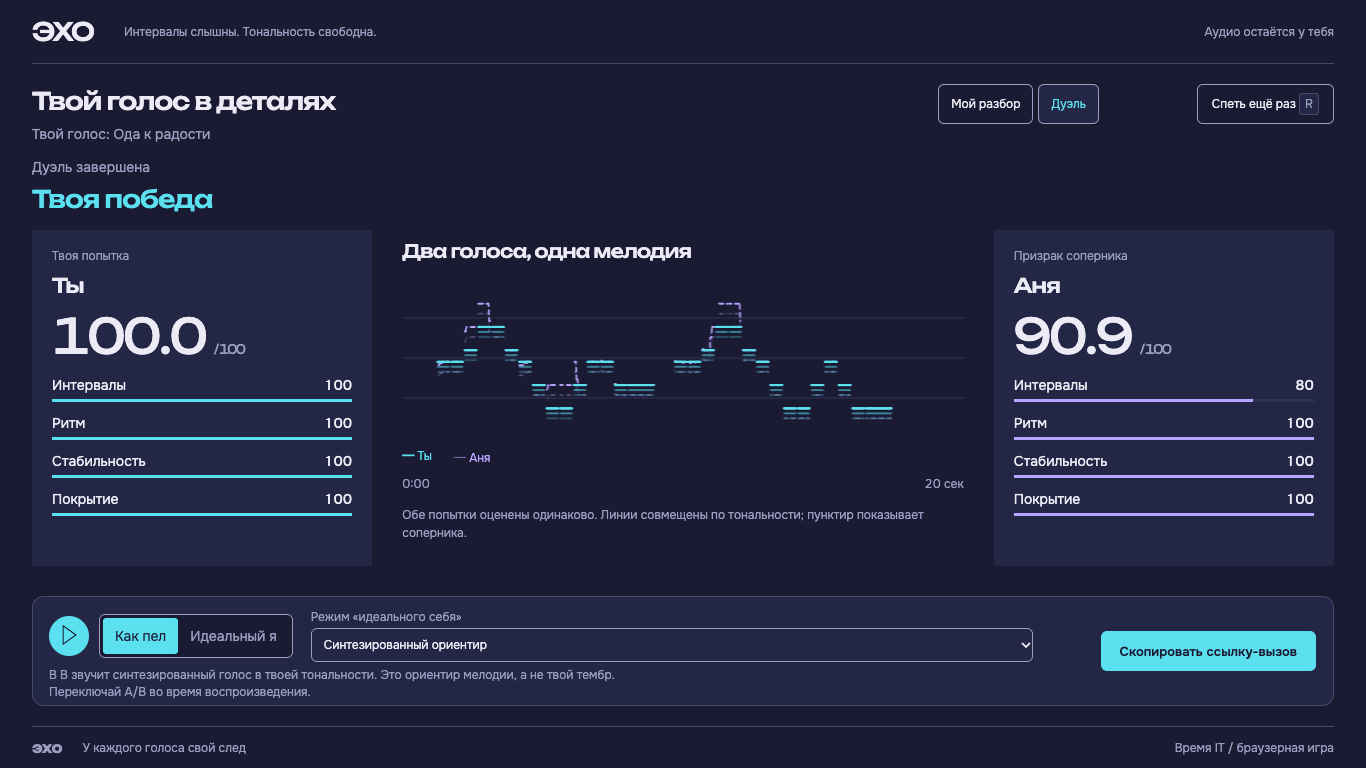 ЭХО
Интервалы слышны. Тональность свободна.
Аудио остаётся у тебя
Твой голос в деталях
Мой разбор
Дуэль
Спеть ещё раз R
Твой голос: Ода к радости
Дуэль завершена
Твоя победа
Твоя попытка
Ты
100.0 /100
Интервалы 100
Ритм 100
Стабильность 100
Покрытие 100
Два голоса, одна мелодия
Ты
Аня
0:00
20 сек
Обе попытки оценены одинаково. Линии совмещены по тональности; пунктир показывает
соперника.
Призрак соперника
Аня
90.9 /100
Интервалы 80
Ритм 100
Стабильность 100
Покрытие 100
Как пел
Идеальный я
Режим «идеального себя»
Синтезированный ориентир
Скопировать ссылку-вызов
В B звучит синтезированный голос в твоей тональности. Это ориентир мелодии, а не твой тембр.
Переключай A/B во время воспроизведения.
ЭХО
У каждого голоса свой след
Время IT / браузерная игра